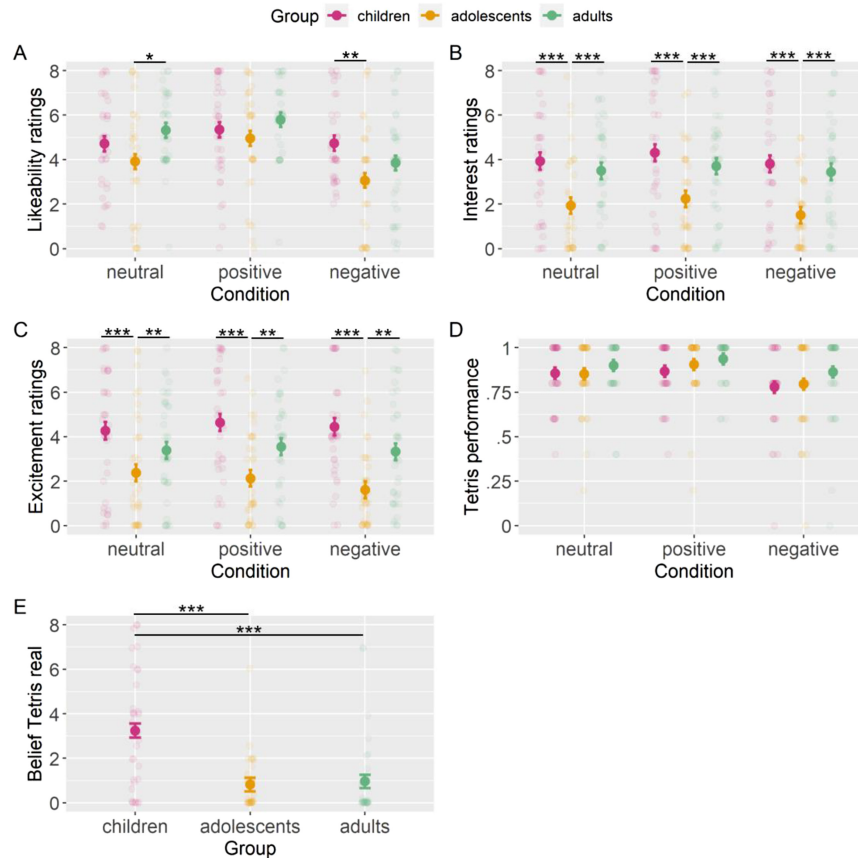 Group children adolescents adults
A
*
**
8
6
4
2
0
Likeability ratings
neutral positive negative
Condition
B
*** *** *** *** *** ***
8
6
4
2
0
Interest ratings
neutral positive negative
Condition
C
*** ** *** ** *** **
8
6
4
2
0
Excitement ratings
neutral positive negative
Condition
D
1
.75
.5
.25
0
Tetris performance
neutral positive negative
Condition
E
***
***
8
6
4
2
0
Belief Tetris real
children adolescents adults
Group